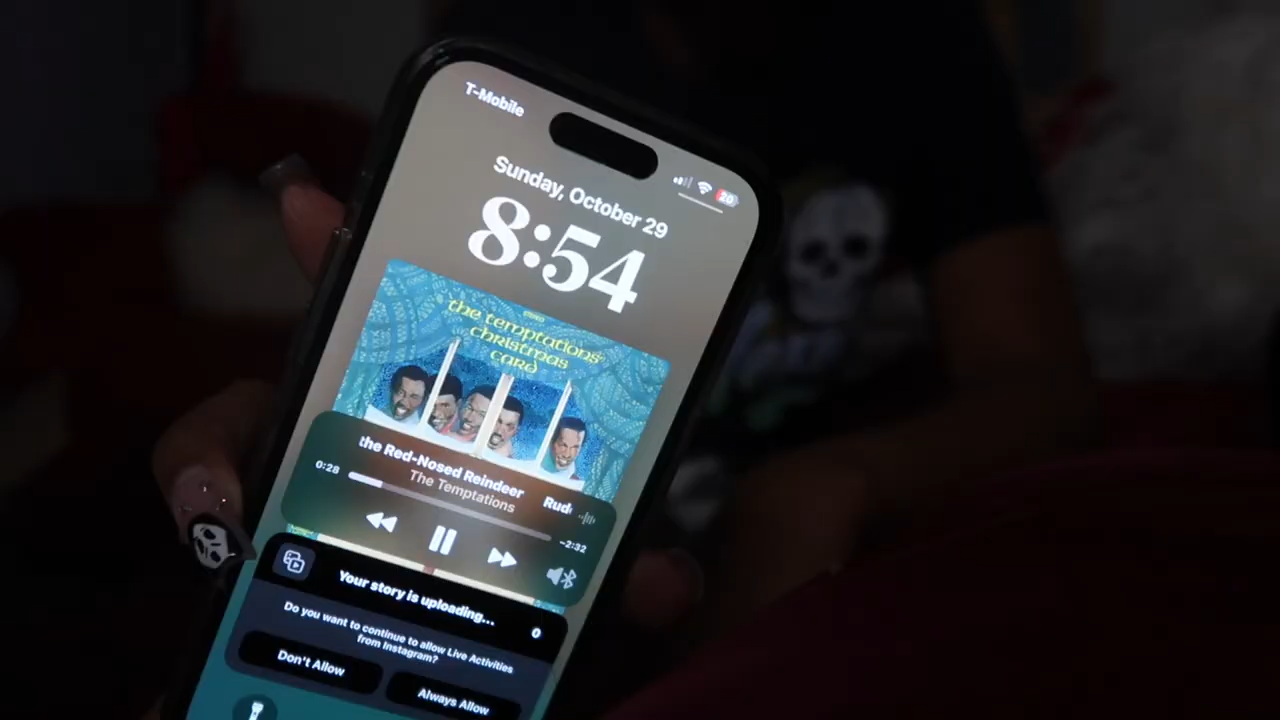 T-Mobile
20
Sunday, October 29
8:54
STEREO
the temptations'
christmas
card
the Red-Nosed Reindeer Rud
The Temptations
0:28
-2:32
Your story is uploading...
0
Do you want to continue to allow Live Activities
from Instagram?
Don't Allow
Always Allow